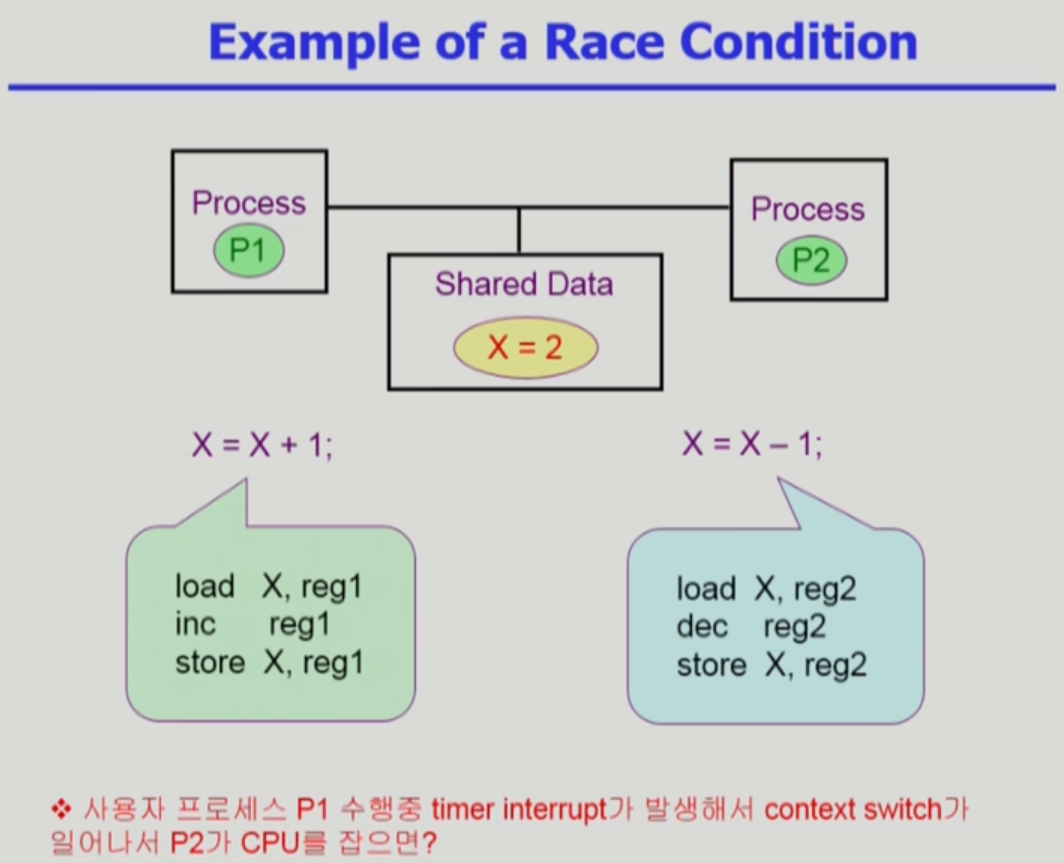 Example of a Race Condition
Process
P1
Process
P2
Shared Data
X = 2
X = X + 1;
X = X – 1;
load X, reg1
inc reg1
store X, reg1
load X, reg2
dec reg2
store X, reg2
❖ 사용자 프로세스 P1 수행중 timer interrupt가 발생해서 context switch가
일어나서 P2가 CPU를 잡으면?